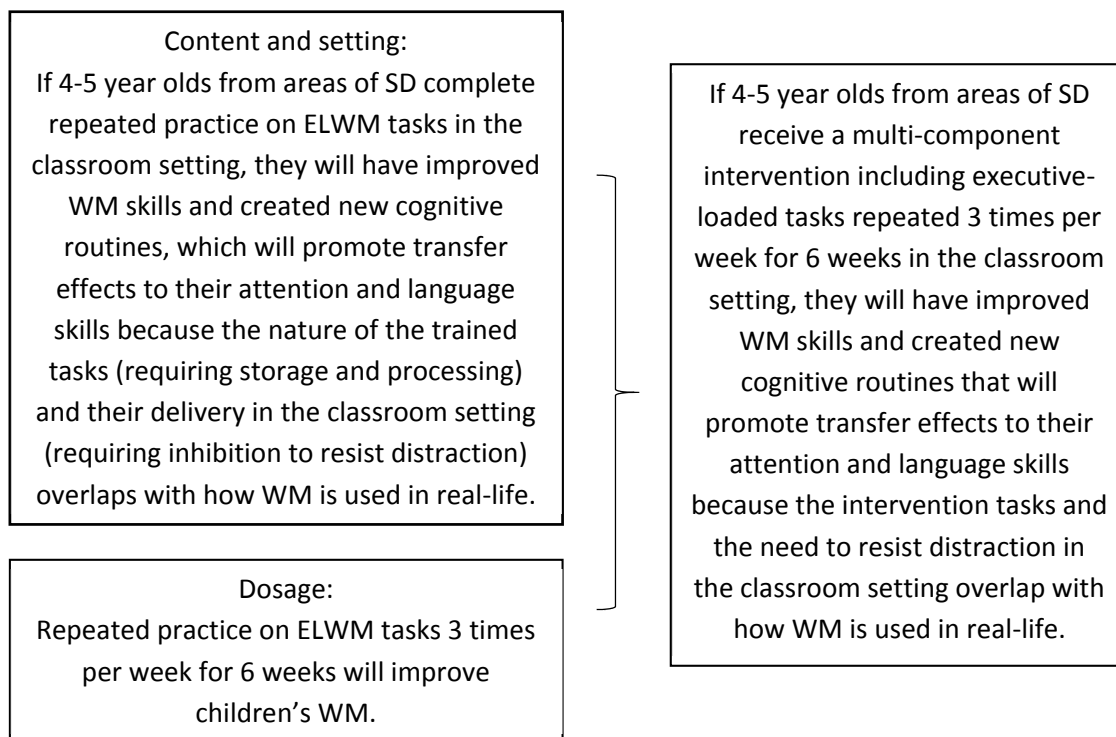 Content and setting:
If 4-5 year olds from areas of SD complete
repeated practice on ELWM tasks in the
classroom setting, they will have improved
WM skills and created new cognitive
routines, which will promote transfer
effects to their attention and language
skills because the nature of the trained
tasks (requiring storage and processing)
and their delivery in the classroom setting
(requiring inhibition to resist distraction)
overlaps with how WM is used in real-life.
Dosage:
Repeated practice on ELWM tasks 3 times
per week for 6 weeks will improve
children’s WM.
If 4-5 year olds from areas of SD
receive a multi-component
intervention including executive-
loaded tasks repeated 3 times per
week for 6 weeks in the classroom
setting, they will have improved
WM skills and created new
cognitive routines that will
promote transfer effects to their
attention and language skills
because the intervention tasks and
the need to resist distraction in
the classroom setting overlap with
how WM is used in real-life.